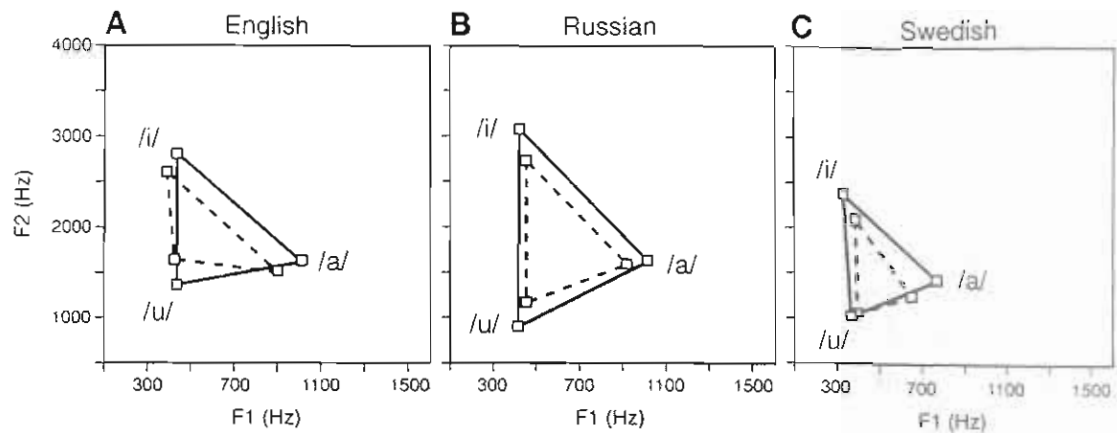 A English
B Russian
C Swedish
F2 (Hz)
4000
3000
2000
1000
/i/
/a/
/u/
300 700 1100 1500
F1 (Hz)
/i/
/a/
/u/
300 700 1100 1500
F1 (Hz)
/i/
/a/
/u/
300 700 1100 1500
F1 (Hz)